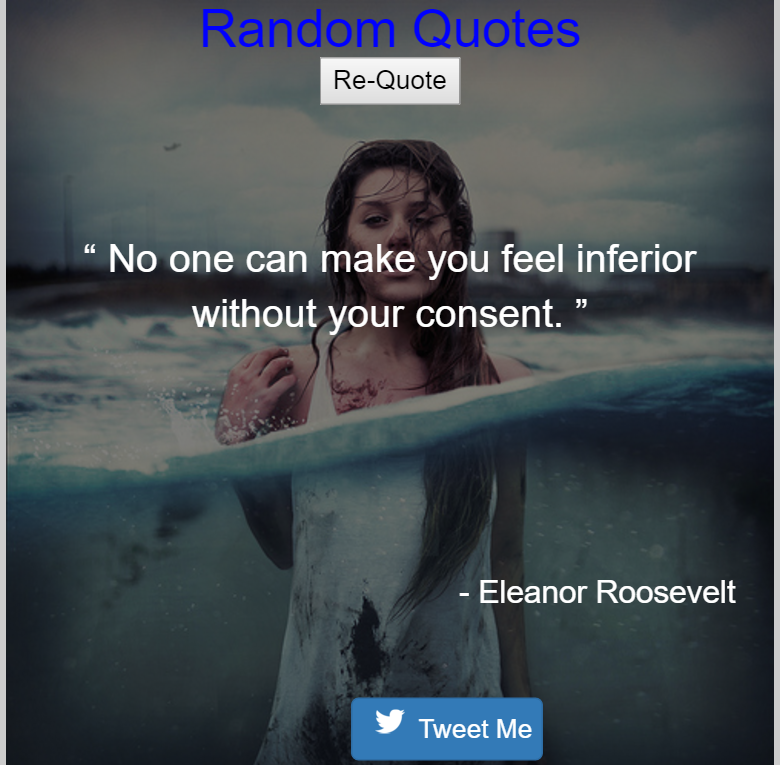 Random Quotes
Re-Quote
“ No one can make you feel inferior
without your consent. ”
- Eleanor Roosevelt
Tweet Me